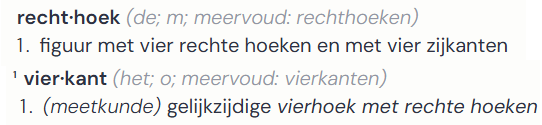 recht·hoek (de; m; meervoud: rechthoeken)
1. figuur met vier rechte hoeken en met vier zijkanten
¹ vier·kant (het; o; meervoud: vierkanten)
1. (meetkunde) gelijkzijdige vierhoek met rechte hoeken